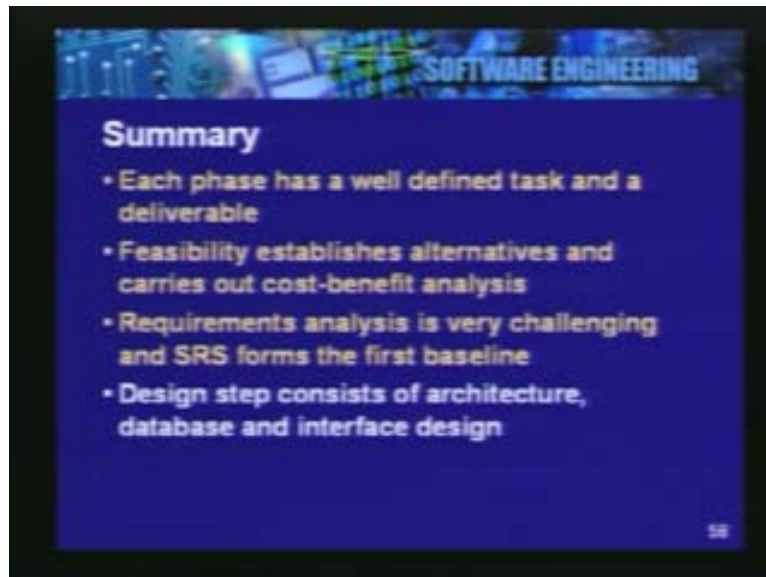 SOFTWARE ENGINEERING
Summary
• Each phase has a well defined task and a
deliverable
• Feasibility establishes alternatives and
carries out cost-benefit analysis
• Requirements analysis is very challenging
and SRS forms the first baseline
• Design step consists of architecture,
database and interface design